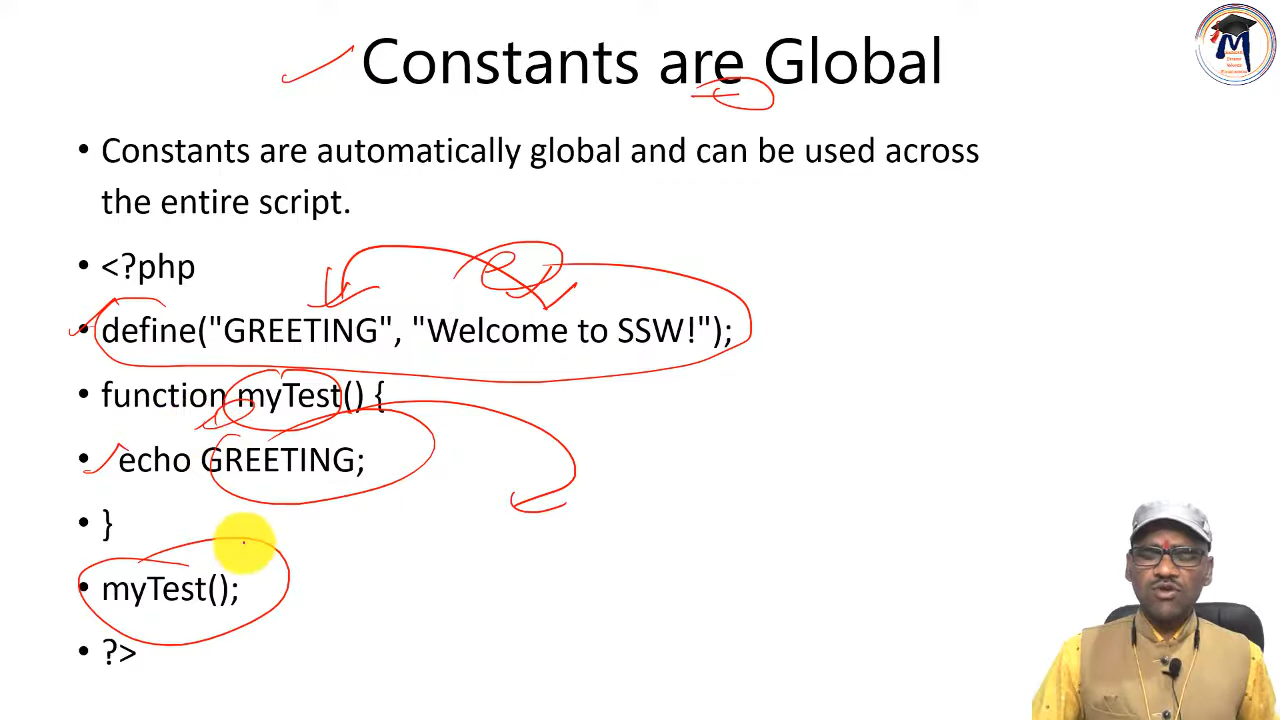 Constants are Global
• Constants are automatically global and can be used across
the entire script.
• <?php
• define("GREETING", "Welcome to SSW!");
• function myTest() {
• echo GREETING;
• }
• myTest();
• ?>